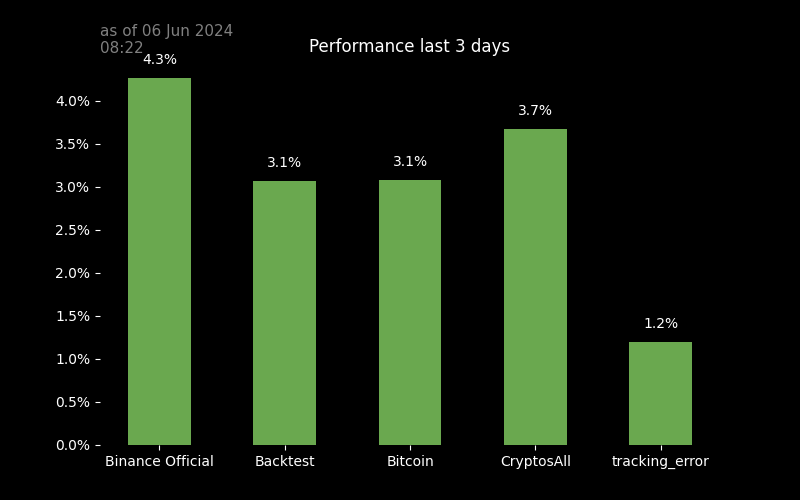 as of 06 Jun 2024
08:22
Performance last 3 days
4.3%
3.1%
3.1%
3.7%
1.2%
4.0%
3.5%
3.0%
2.5%
2.0%
1.5%
1.0%
0.5%
0.0%
Binance Official
Backtest
Bitcoin
CryptosAll
tracking_error